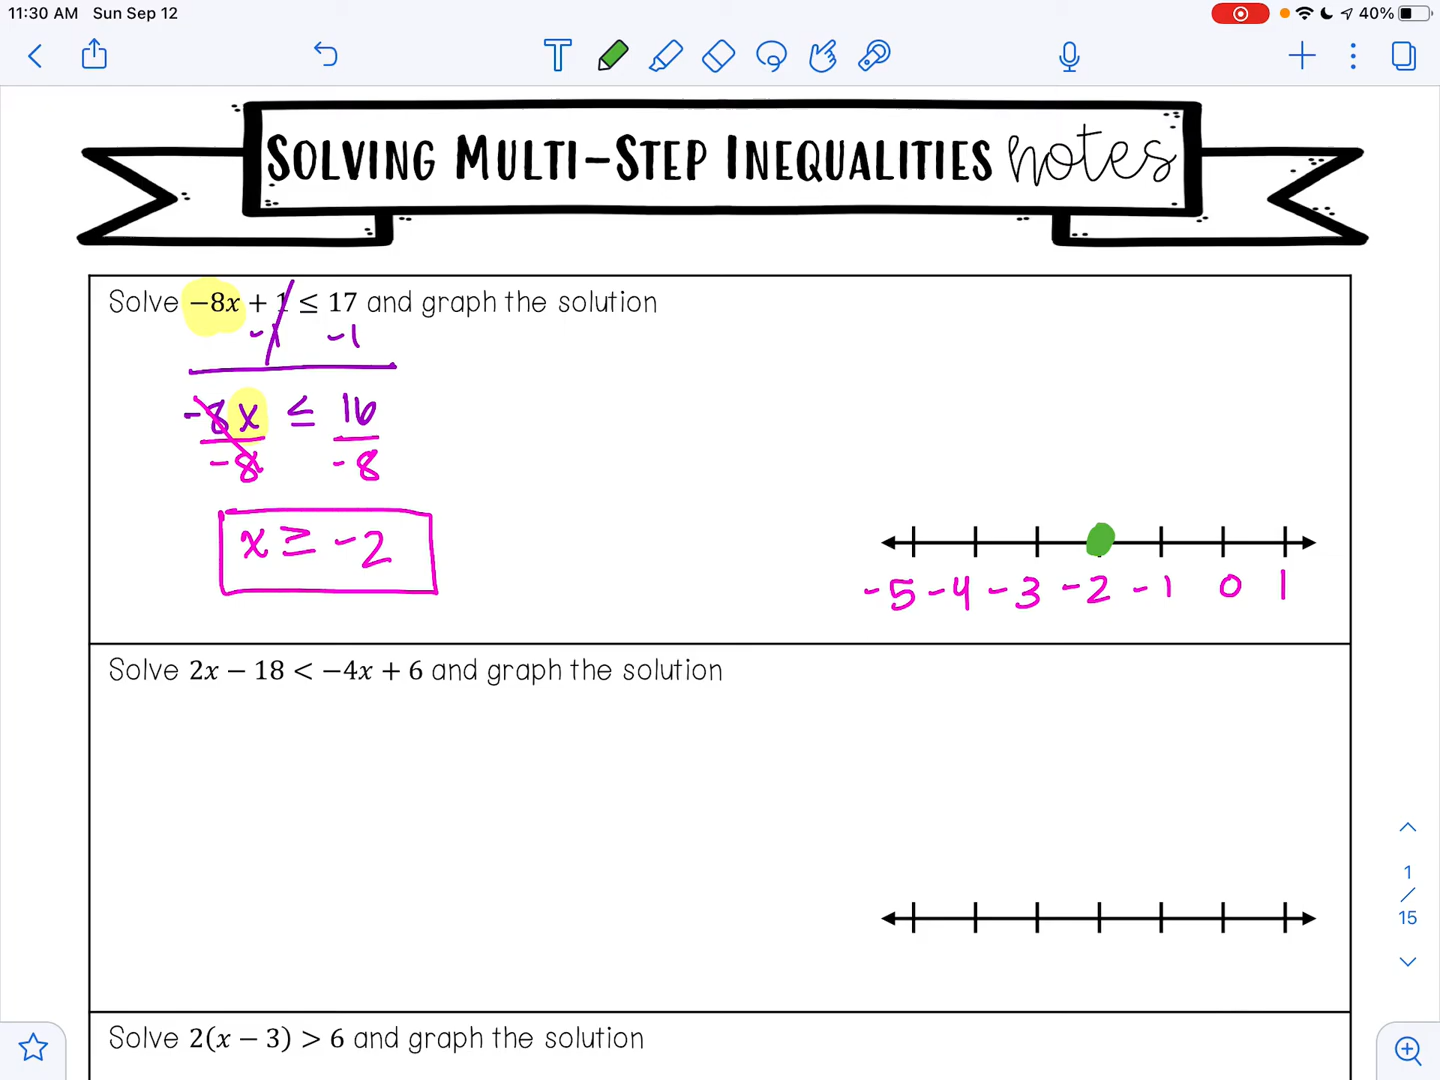 11:30 AM Sun Sep 12 40%
T
SOLVING MULTI-STEP INEQUALITIES notes
Solve −8x + 1 ≤ 17 and graph the solution
-1 -1
-8x ≤ 16
-8 -8
x ≥ -2
-5 -4 -3 -2 -1 0 1
Solve 2x − 18 < −4x + 6 and graph the solution
1
/
15
Solve 2(x − 3) > 6 and graph the solution